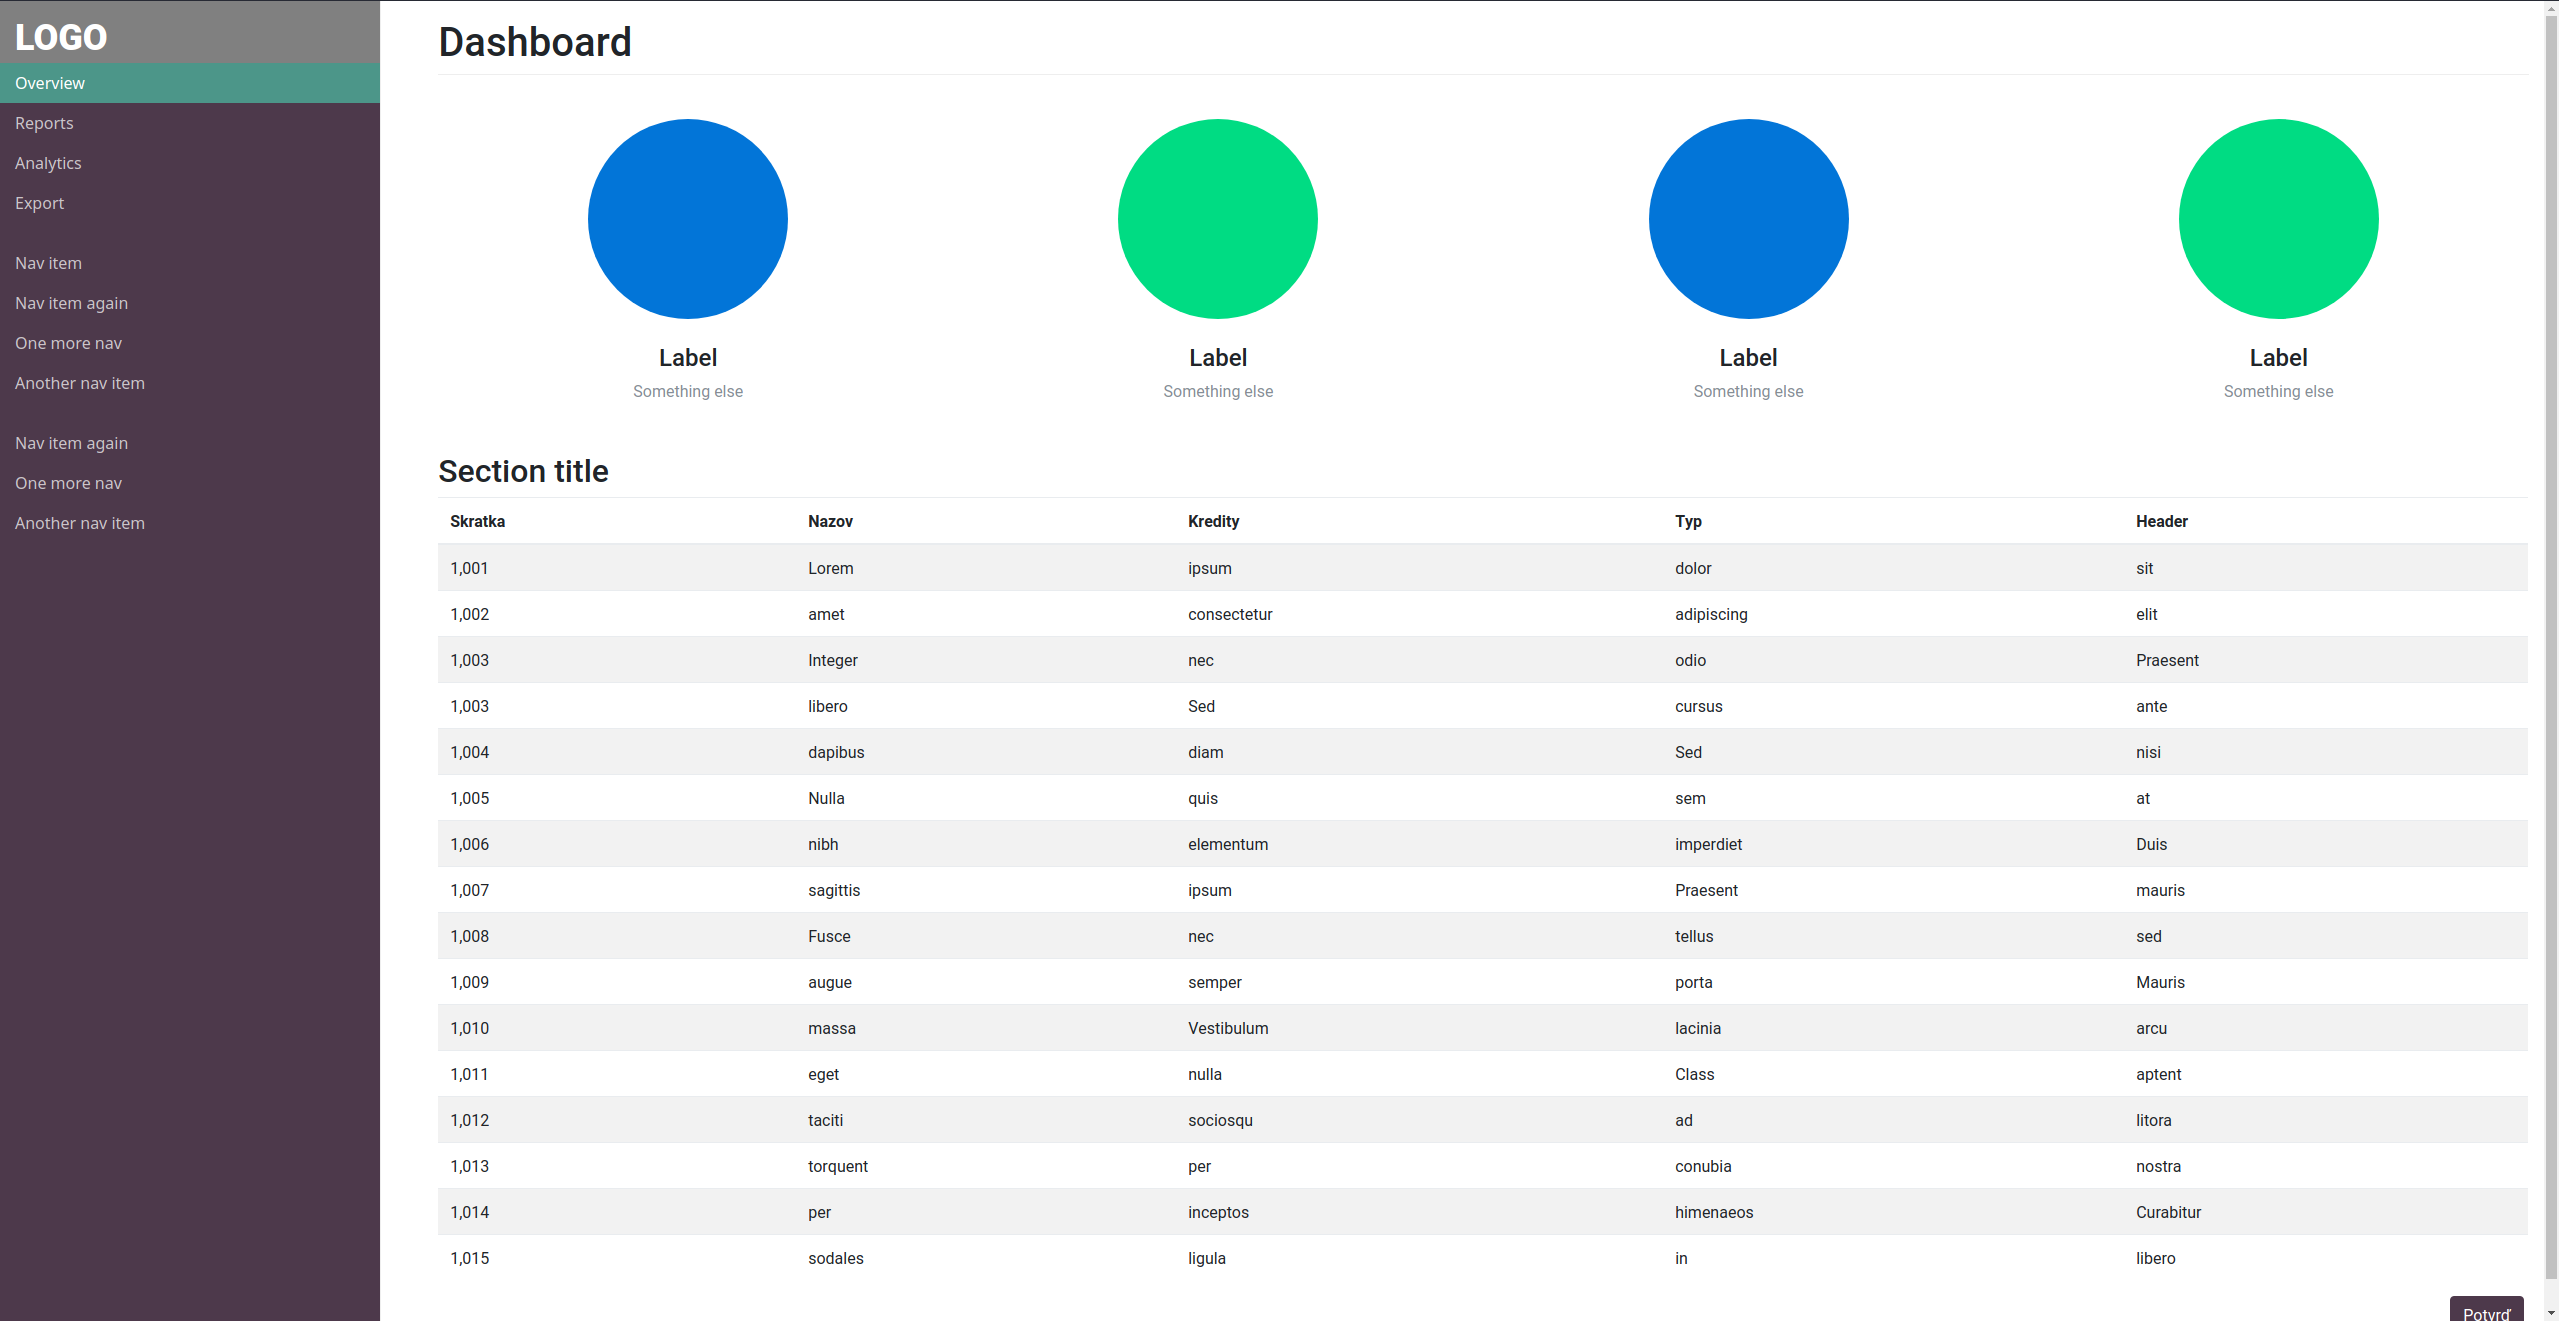 LOGO
Overview
Reports
Analytics
Export
Nav item
Nav item again
One more nav
Another nav item
Nav item again
One more nav
Another nav item
Dashboard
Label Label Label Label
Something else Something else Something else Something else
Section title
Skratka Nazov Kredity Typ Header
1,001 Lorem ipsum dolor sit
1,002 amet consectetur adipiscing elit
1,003 Integer nec odio Praesent
1,003 libero Sed cursus ante
1,004 dapibus diam Sed nisi
1,005 Nulla quis sem at
1,006 nibh elementum imperdiet Duis
1,007 sagittis ipsum Praesent mauris
1,008 Fusce nec tellus sed
1,009 augue semper porta Mauris
1,010 massa Vestibulum lacinia arcu
1,011 eget nulla Class aptent
1,012 taciti sociosqu ad litora
1,013 torquent per conubia nostra
1,014 per inceptos himenaeos Curabitur
1,015 sodales ligula in libero
Potvrď